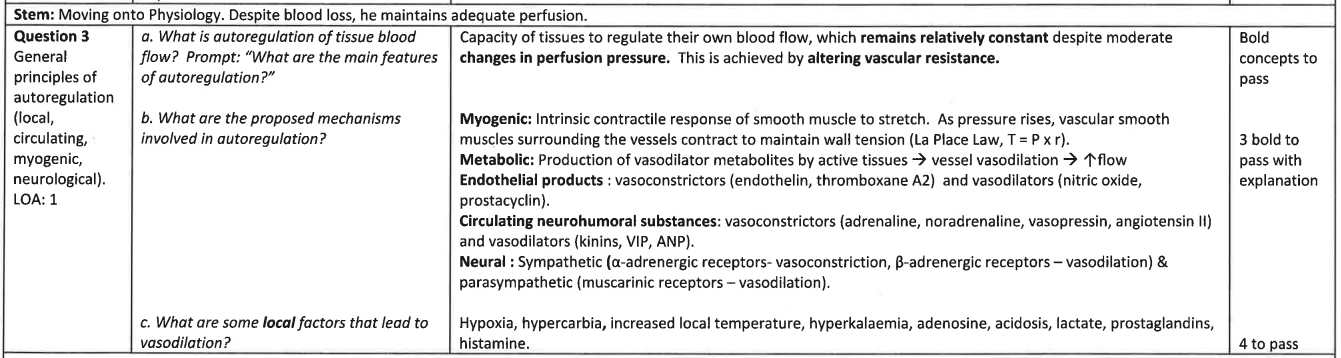 Stem: Moving onto Physiology. Despite blood loss, he maintains adequate perfusion.
Question 3
General
principles of
autoregulation
(local,
circulating,
myogenic,
neurological).
LOA: 1
a. What is autoregulation of tissue blood
flow? Prompt: "What are the main features
of autoregulation?"
Capacity of tissues to regulate their own blood flow, which remains relatively constant despite moderate
changes in perfusion pressure. This is achieved by altering vascular resistance.
Bold
concepts to
pass
b. What are the proposed mechanisms
involved in autoregulation?
Myogenic: Intrinsic contractile response of smooth muscle to stretch. As pressure rises, vascular smooth
muscles surrounding the vessels contract to maintain wall tension (La Place Law, T = P x r).
Metabolic: Production of vasodilator metabolites by active tissues → vessel vasodilation → ↑flow
Endothelial products : vasoconstrictors (endothelin, thromboxane A2) and vasodilators (nitric oxide,
prostacyclin).
Circulating neurohumoral substances: vasoconstrictors (adrenaline, noradrenaline, vasopressin, angiotensin II)
and vasodilators (kinins, VIP, ANP).
Neural : Sympathetic (α-adrenergic receptors- vasoconstriction, β-adrenergic receptors – vasodilation) &
parasympathetic (muscarinic receptors – vasodilation).
3 bold to
pass with
explanation
c. What are some local factors that lead to
vasodilation?
Hypoxia, hypercarbia, increased local temperature, hyperkalaemia, adenosine, acidosis, lactate, prostaglandins,
histamine.
4 to pass